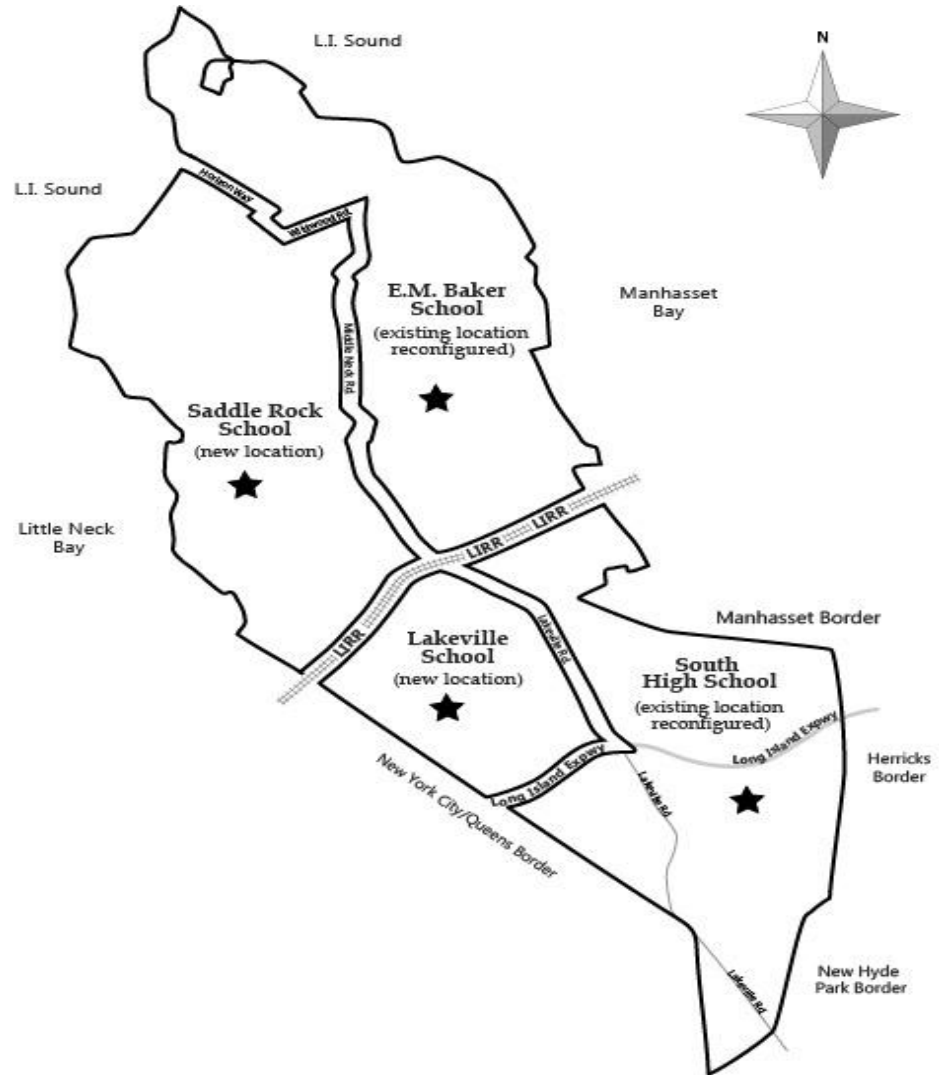 L.I. Sound
N
L.I. Sound
Horizon Way
Wildwood Rd.
E.M. Baker
School
(existing location
reconfigured)
Manhasset
Bay
Middle Neck Rd.
Saddle Rock
School
(new location)
Little Neck
Bay
LIRR
LIRR
LIRR
Manhasset Border
Lakeville
School
(new location)
Lakeville Rd.
South
High School
(existing location
reconfigured)
Long Island Expwy
Herricks
Border
Long Island Expwy
New York City/Queens Border
Lakeville Rd.
New Hyde
Park Border
Lakeville Rd.